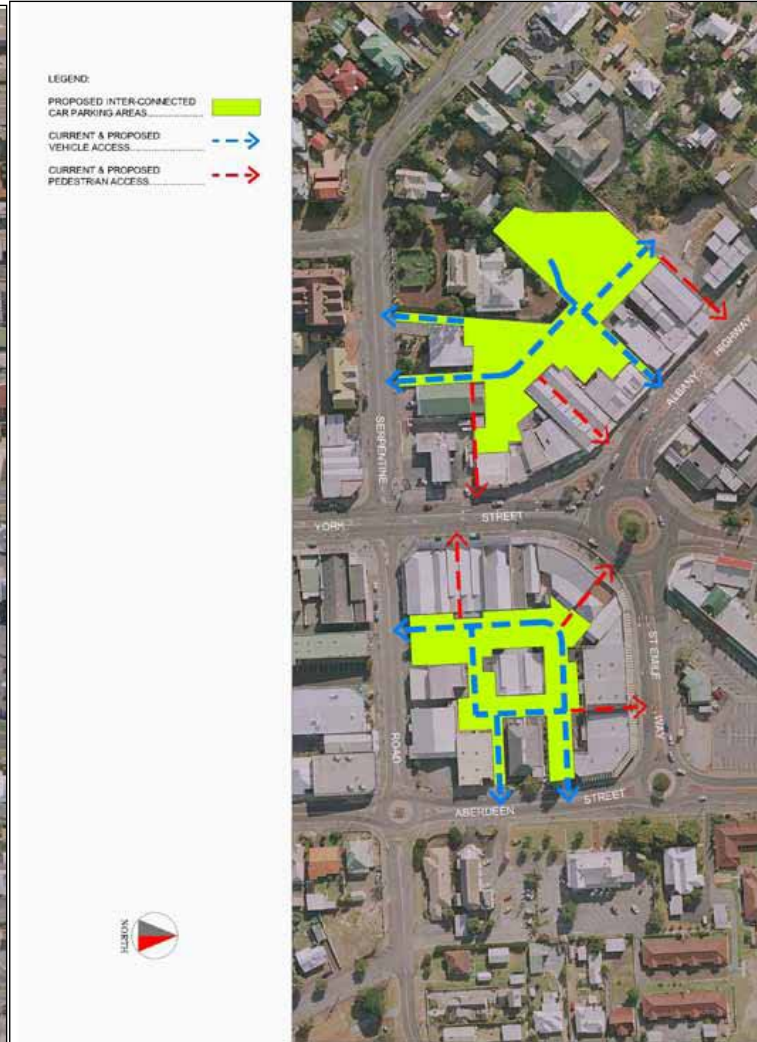 LEGEND:
PROPOSED INTER-CONNECTED
CAR PARKING AREAS
CURRENT & PROPOSED
VEHICLE ACCESS
CURRENT & PROPOSED
PEDESTRIAN ACCESS
ALBANY HIGHWAY
SERPENTINE
YORK STREET
ROAD
ST EMILE WAY
ABERDEEN STREET
NORTH